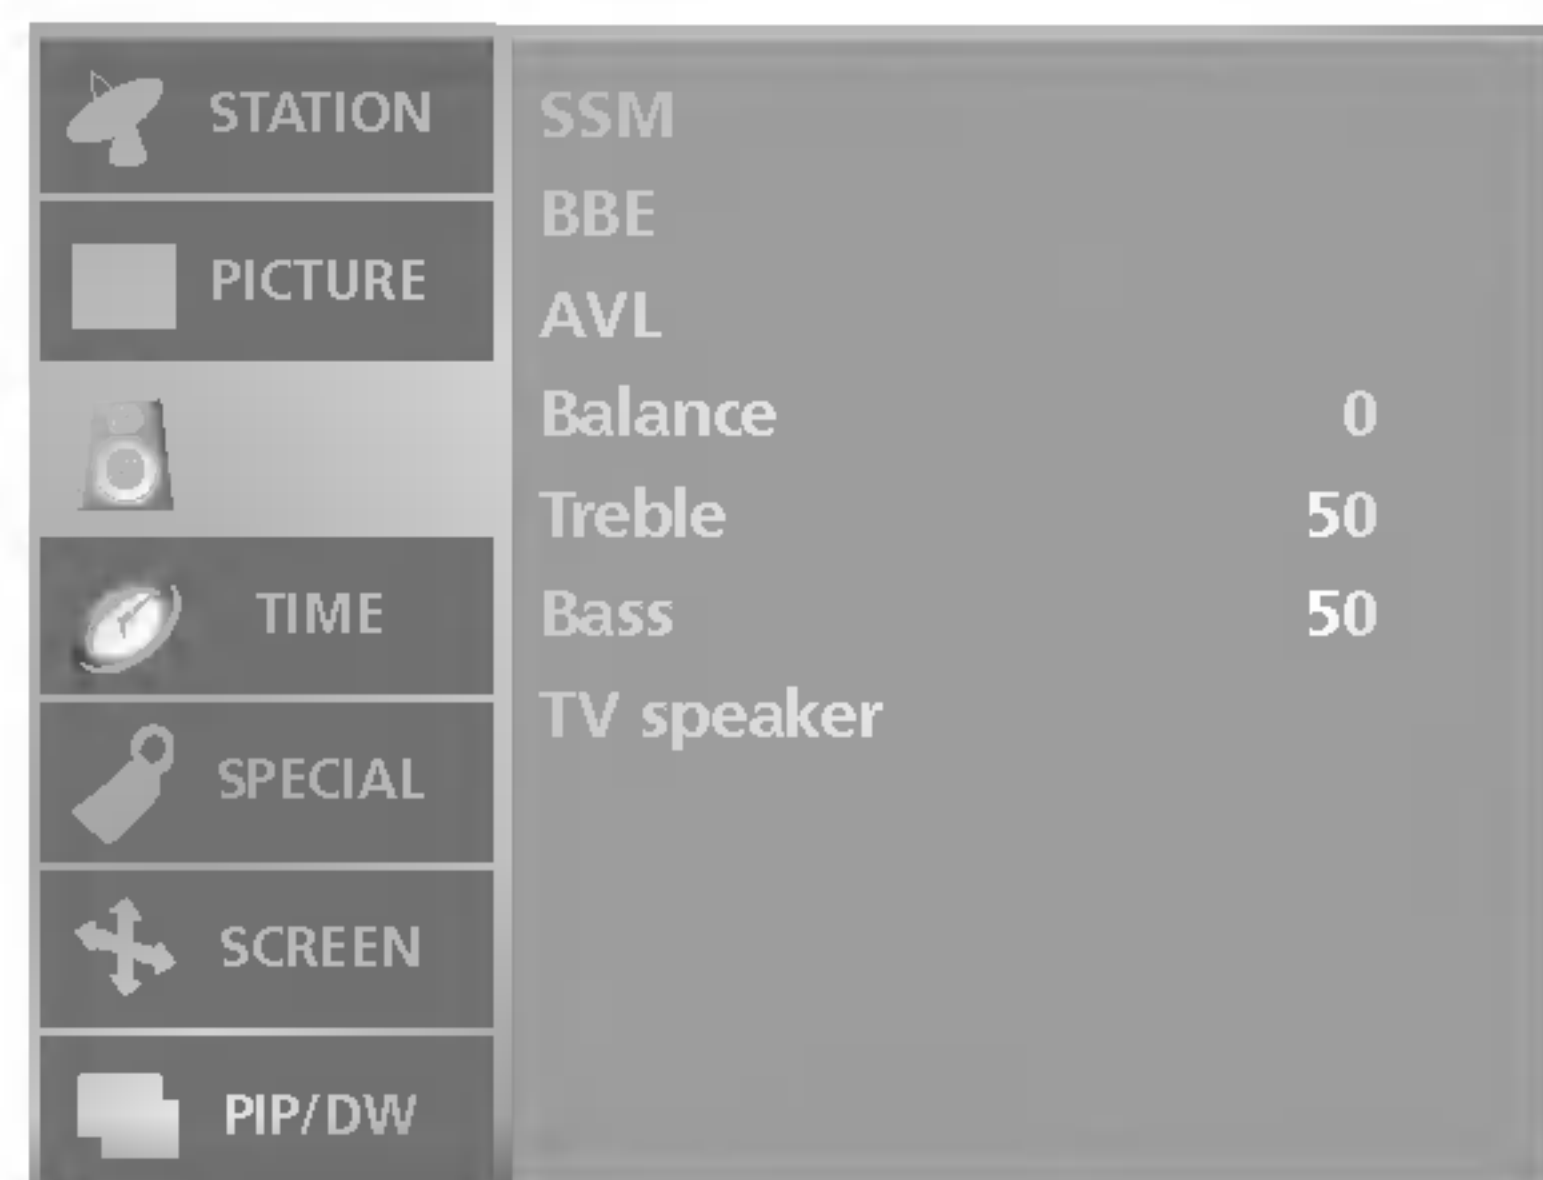 STATION
PICTURE
TIME
SPECIAL
SCREEN
PIP/DW
SSM
BBE
AVL
Balance 0
Treble 50
Bass 50
TV speaker